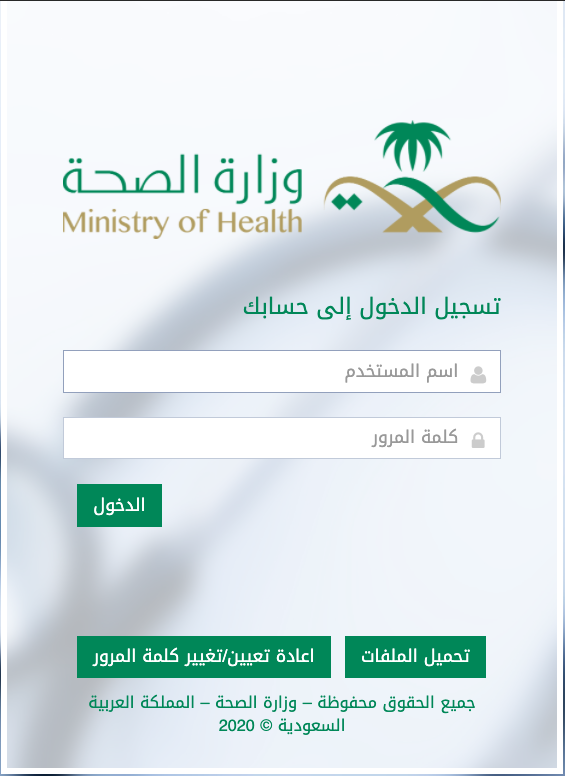 وزارة الصحة
Ministry of Health
تسجيل الدخول إلى حسابك
اسم المستخدم
كلمة المرور
الدخول
تحميل الملفات
اعادة تعيين/تغيير كلمة المرور
جميع الحقوق محفوظة – وزارة الصحة – المملكة العربية
السعودية © 2020